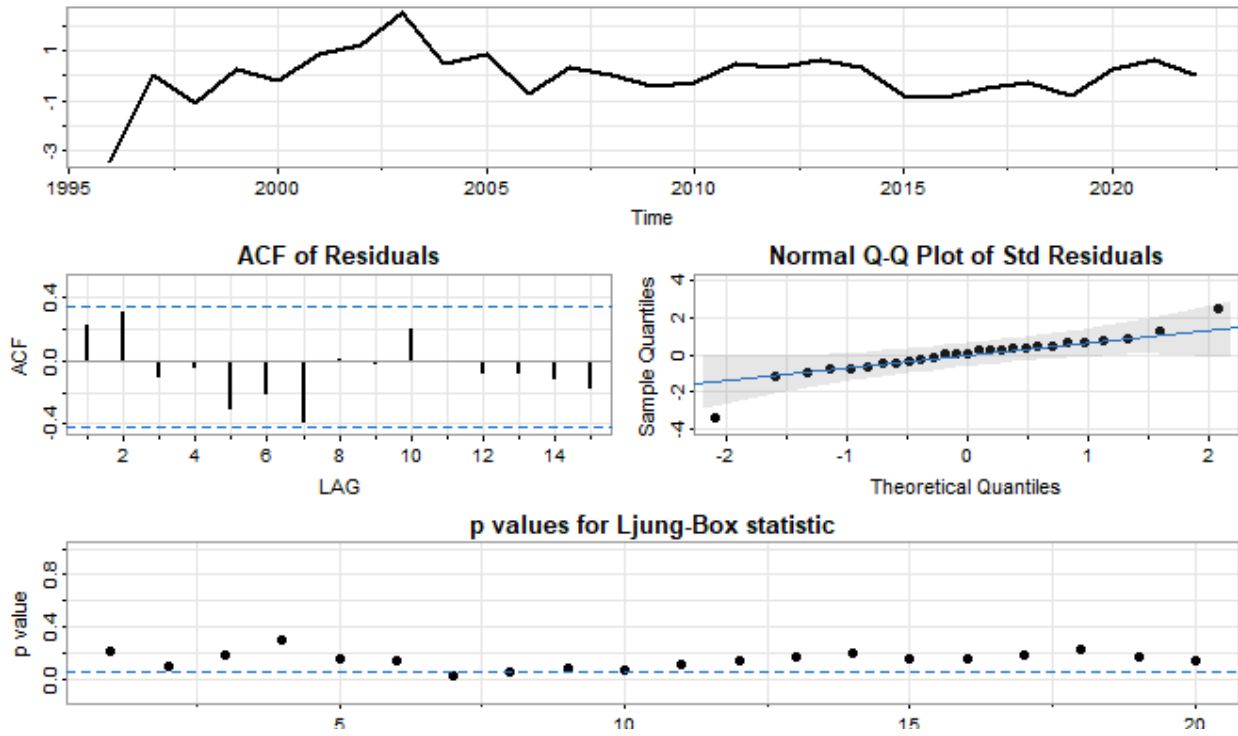 1
-1
-3
1995 2000 2005 2010 2015 2020
Time
ACF of Residuals
ACF
0.4
0.0
-0.4
2 4 6 8 10 12 14
LAG
Normal Q-Q Plot of Std Residuals
Sample Quantiles
4
2
0
-2
-4
-2 -1 0 1 2
Theoretical Quantiles
p values for Ljung-Box statistic
p value
0.8
0.4
0.0
5 10 15 20